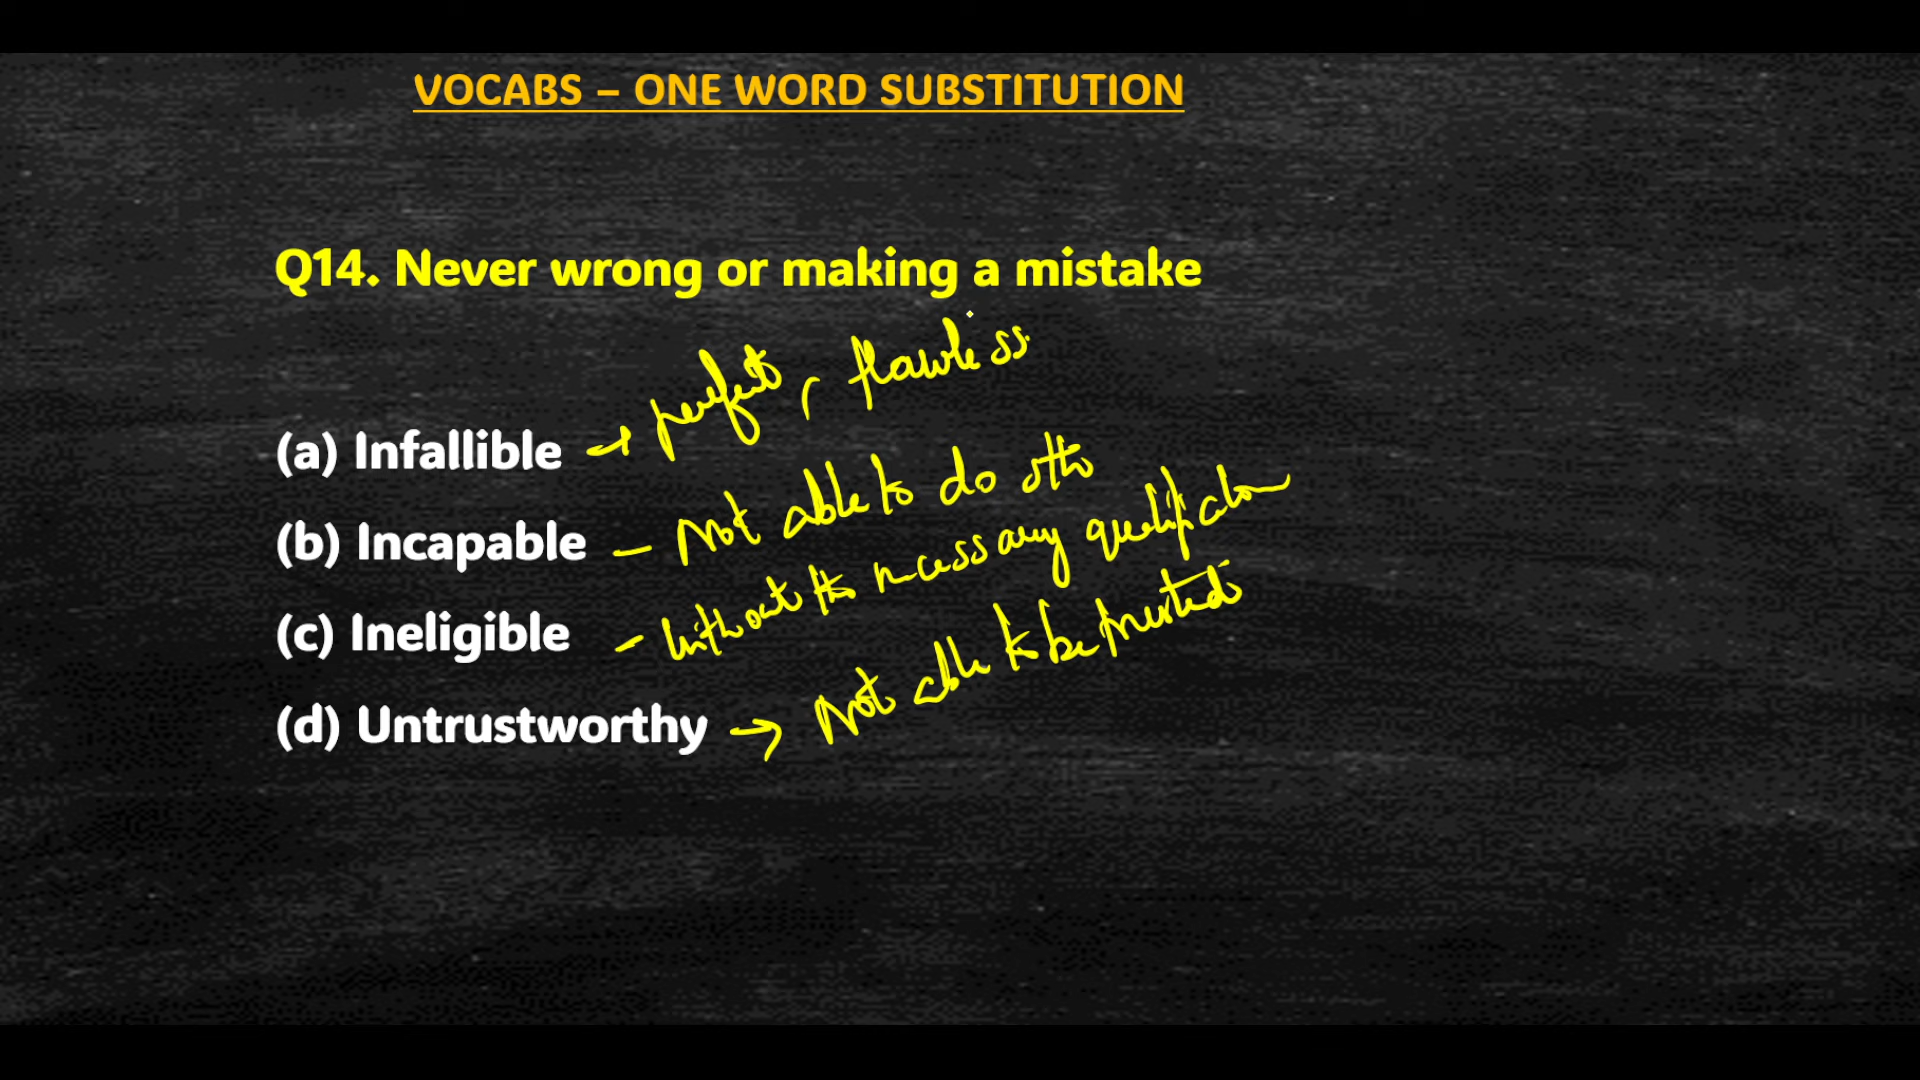 VOCABS – ONE WORD SUBSTITUTION
Q14. Never wrong or making a mistake
(a) Infallible → perfect, flawless
(b) Incapable – Not able to do sth
(c) Ineligible – without the necessary qualification
(d) Untrustworthy → Not able to be trusted